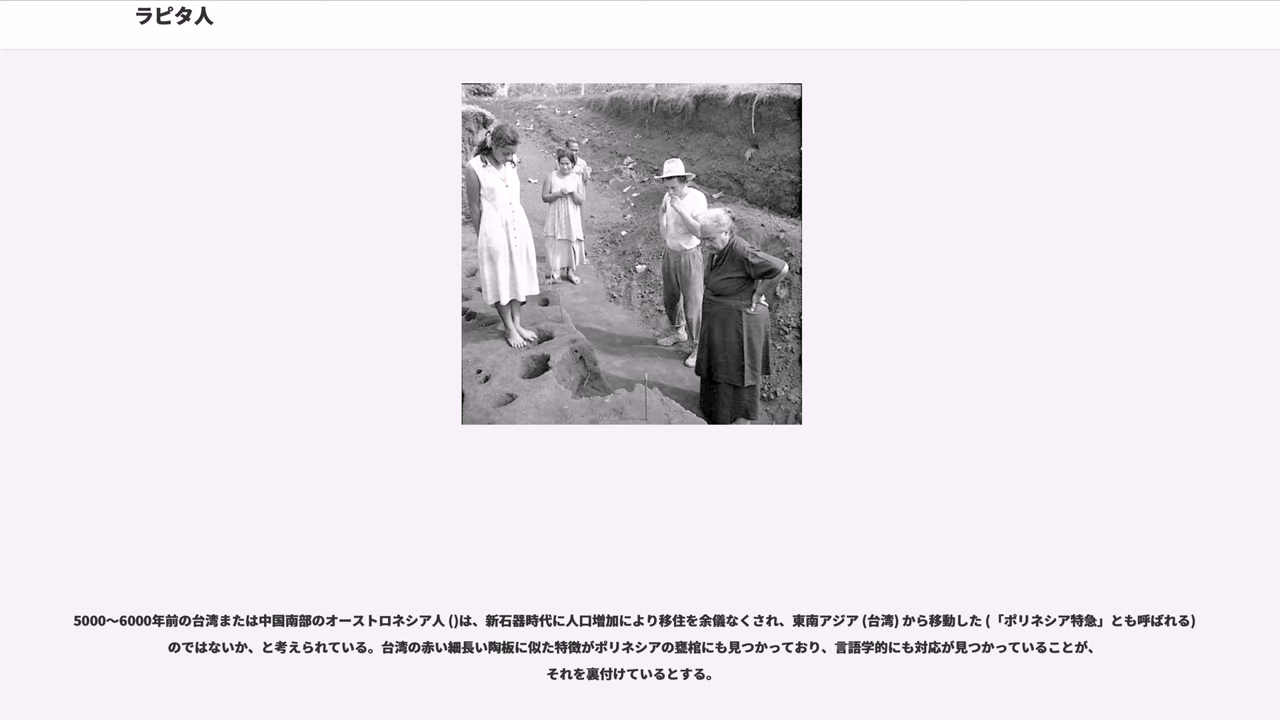 ラピタ人
5000〜6000年前の台湾または中国南部のオーストロネシア人 ()は、新石器時代に人口増加により移住を余儀なくされ、東南アジア (台湾) から移動した (「ポリネシア特急」とも呼ばれる)
のではないか、と考えられている。台湾の赤い細長い陶板に似た特徴がポリネシアの甕棺にも見つかっており、言語学的にも対応が見つかっていることが、
それを裏付けているとする。